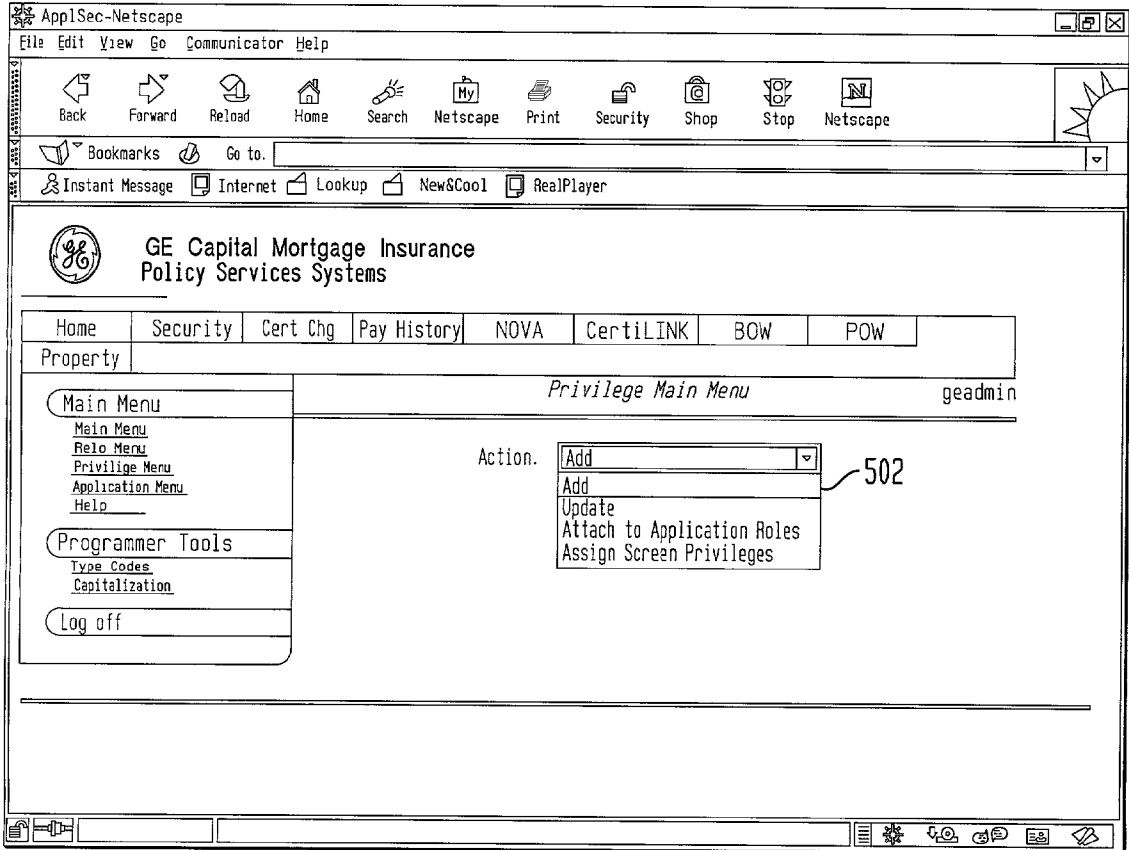 ApplSec-Netscape
File Edit View Go Communicator Help
Back Forward Reload Home Search My Netscape Print Security Shop Stop N Netscape
Bookmarks Go to.
Instant Message Internet Lookup New&Cool RealPlayer
GE GE Capital Mortgage Insurance
Policy Services Systems
Home Security Cert Chg Pay History NOVA CertiLINK BOW POW
Property
Privilege Main Menu geadmin
Main Menu
Main Menu
Relo Menu
Privilige Menu
Application Menu
Help
Programmer Tools
Type Codes
Capitalization
Log off
Action. Add
Add 502
Update
Attach to Application Roles
Assign Screen Privileges